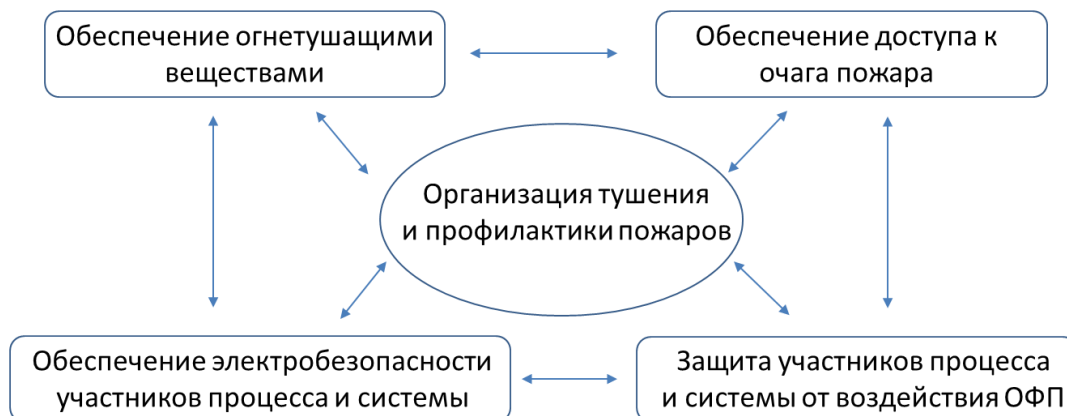 Обеспечение огнетушащими
веществами
Обеспечение доступа к
очага пожара
Организация тушения
и профилактики пожаров
Обеспечение электробезопасности
участников процесса и системы
Защита участников процесса
и системы от воздействия ОФП